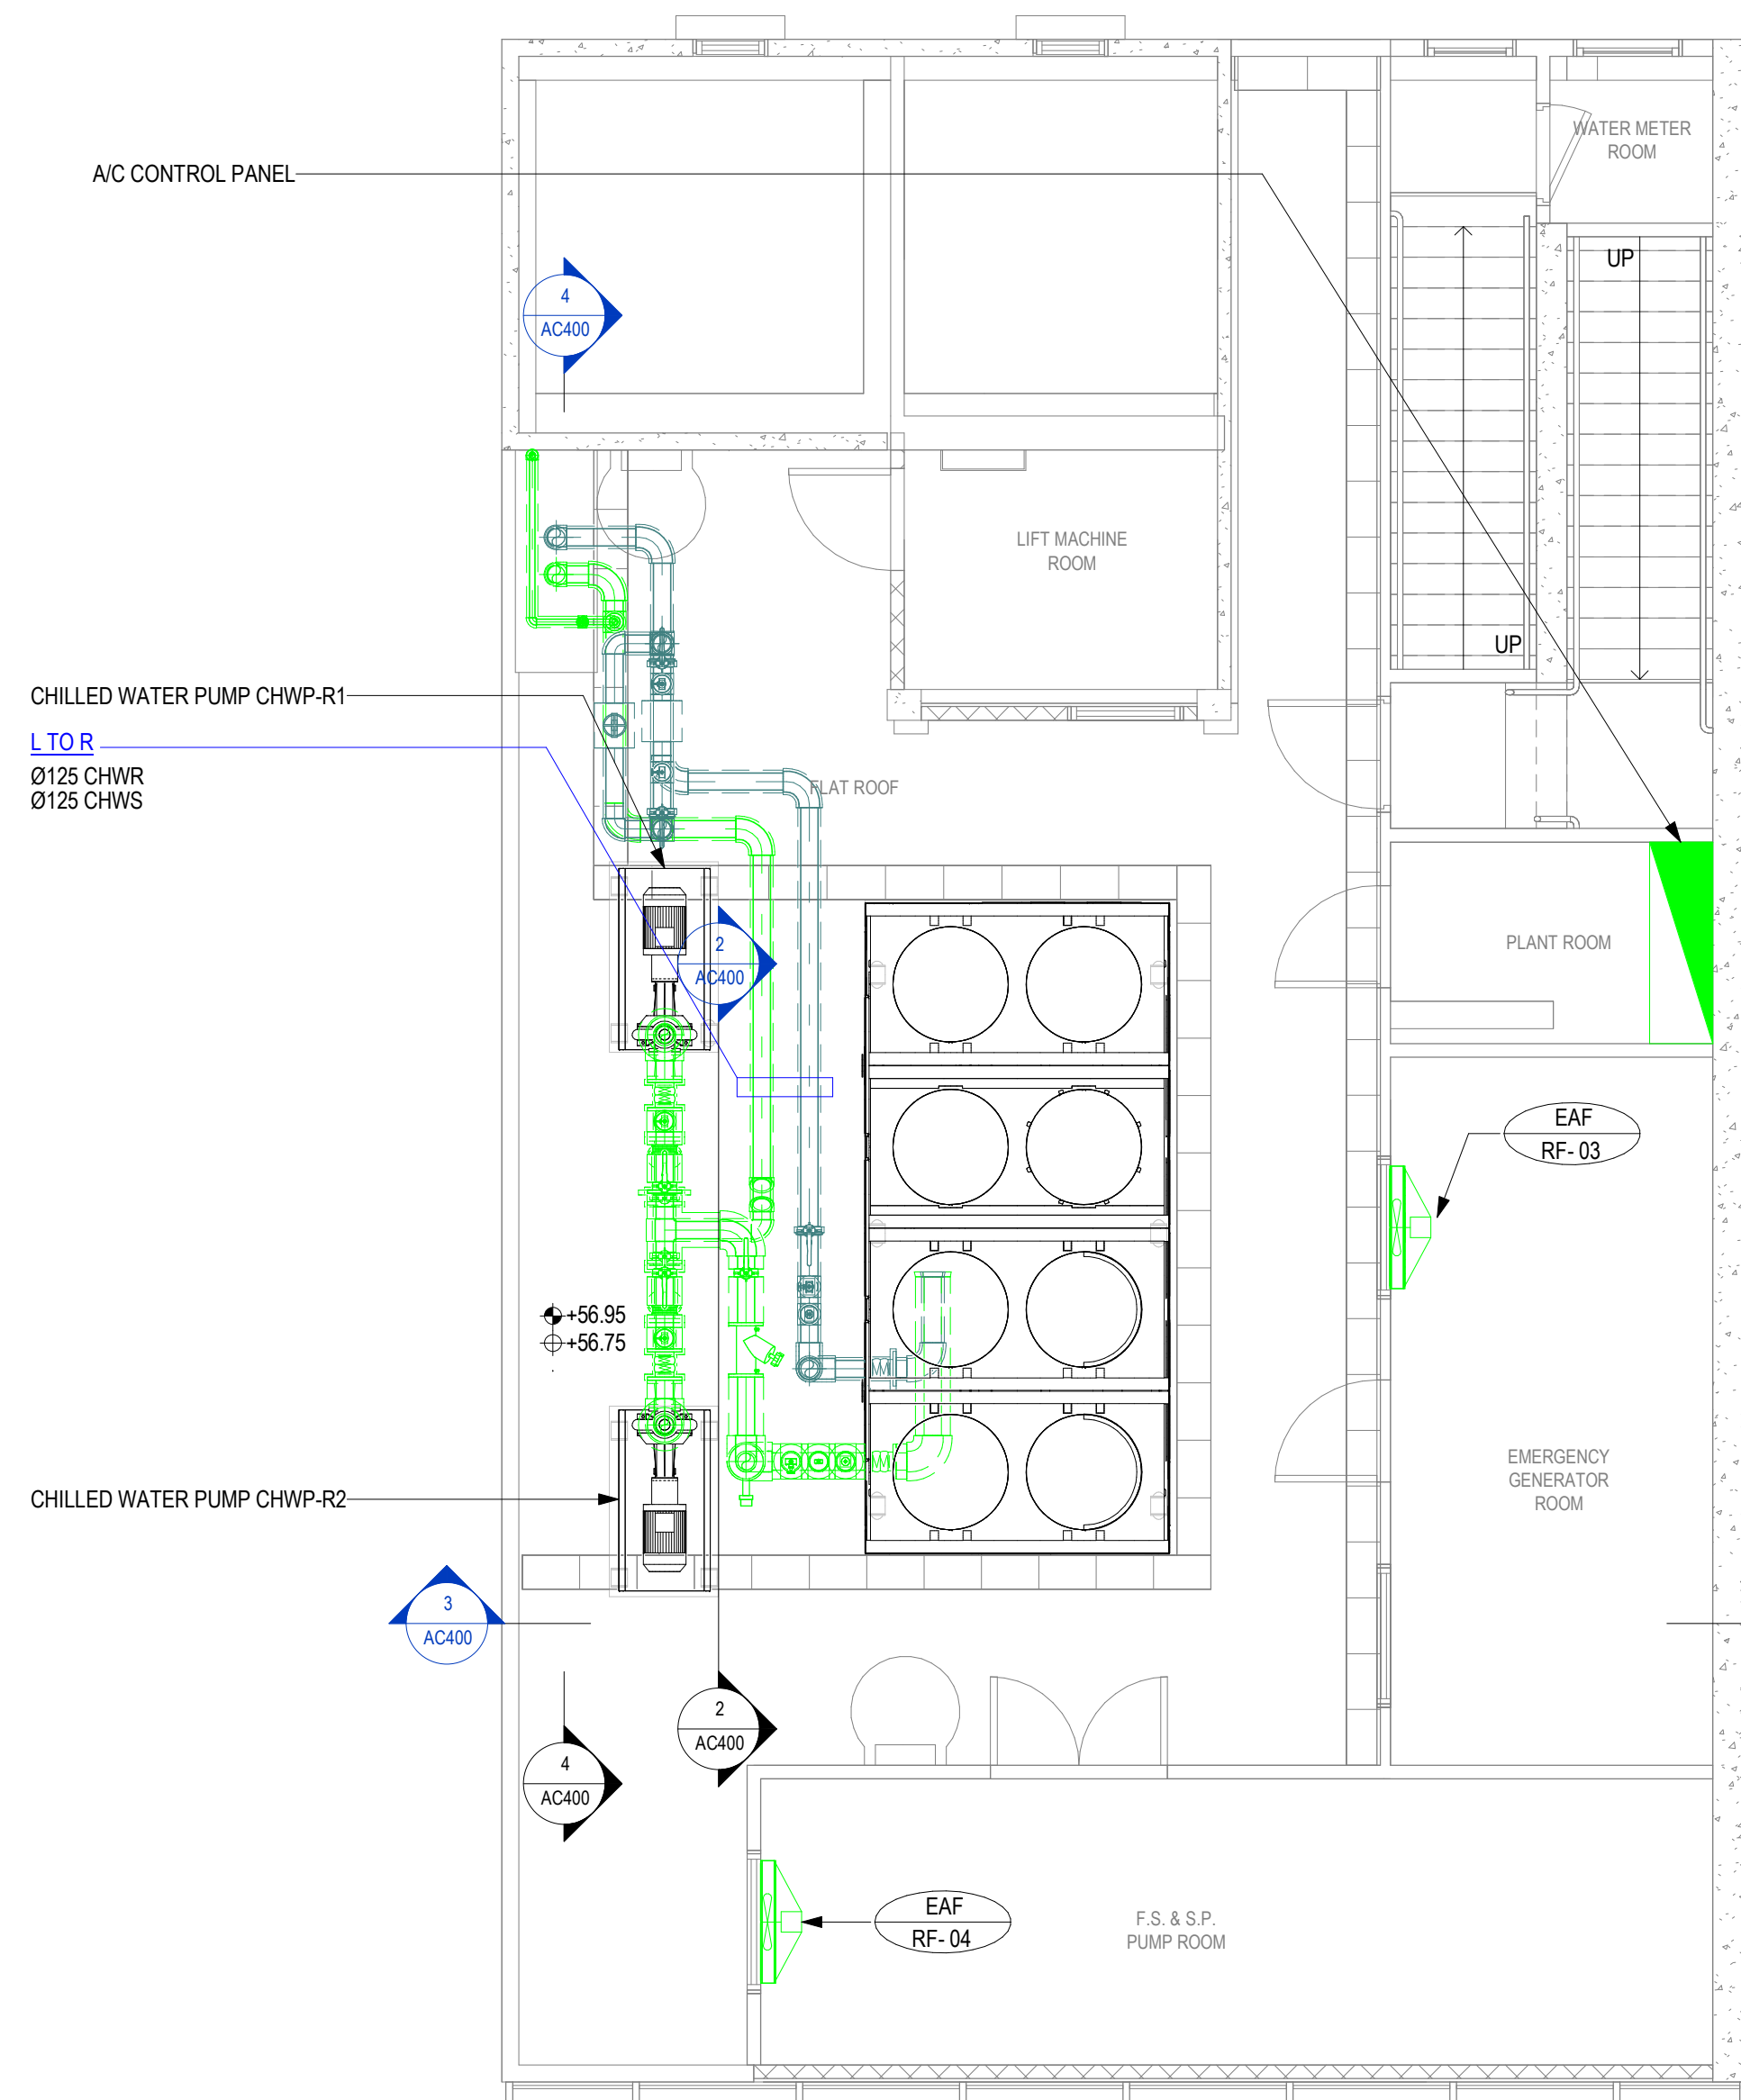 WATER METER
ROOM
A/C CONTROL PANEL
UP
4
AC400
LIFT MACHINE
ROOM
UP
CHILLED WATER PUMP CHWP-R1
L TO R
Ø125 CHWR
Ø125 CHWS
FLAT ROOF
2
AC400
PLANT ROOM
EAF
RF- 03
+56.95
+56.75
EMERGENCY
GENERATOR
ROOM
CHILLED WATER PUMP CHWP-R2
3
AC400
2
AC400
4
AC400
EAF
RF- 04
F.S. & S.P.
PUMP ROOM